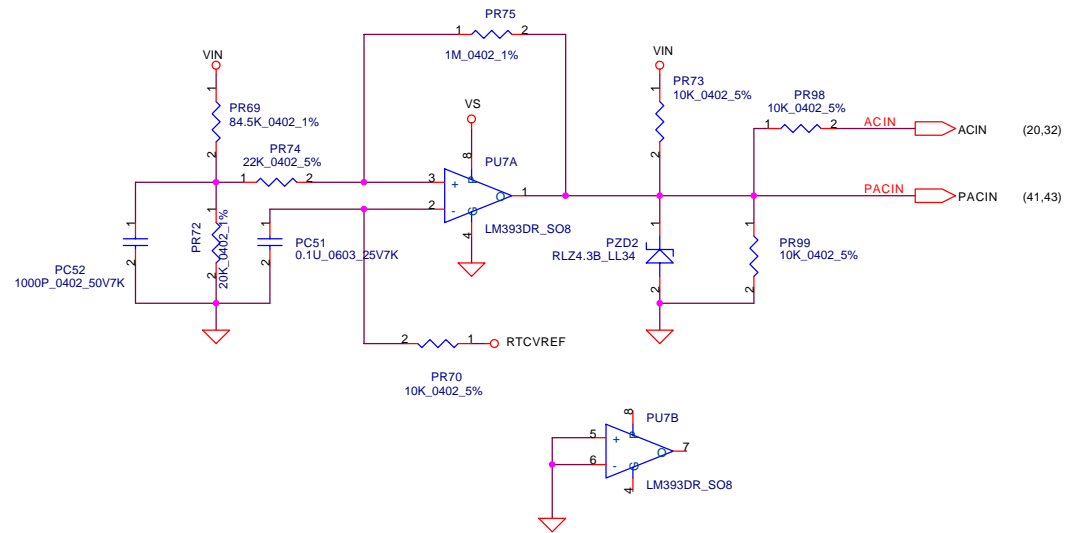 PR75
1 2
1M_0402_1%
VIN
1
PR69
84.5K_0402_1%
2
VS
8
VIN
1
PR73
10K_0402_5%
2
PR98
10K_0402_5%
1 2
ACIN
ACIN (20,32)
PR74
22K_0402_5%
1 2
PU7A
3
+
2
-
O
1
P
G
4
LM393DR_SO8
PACIN
PACIN (41,43)
1
PC52
1000P_0402_50V7K
2
1
PR72
20K_0402_1%
2
1
PC51
0.1U_0603_25V7K
2
1
PZD2
RLZ4.3B_LL34
2
1
PR99
10K_0402_5%
2
2 1
RTCVREF
PR70
10K_0402_5%
8
PU7B
5
+
6
-
P
G
O
7
4
LM393DR_SO8